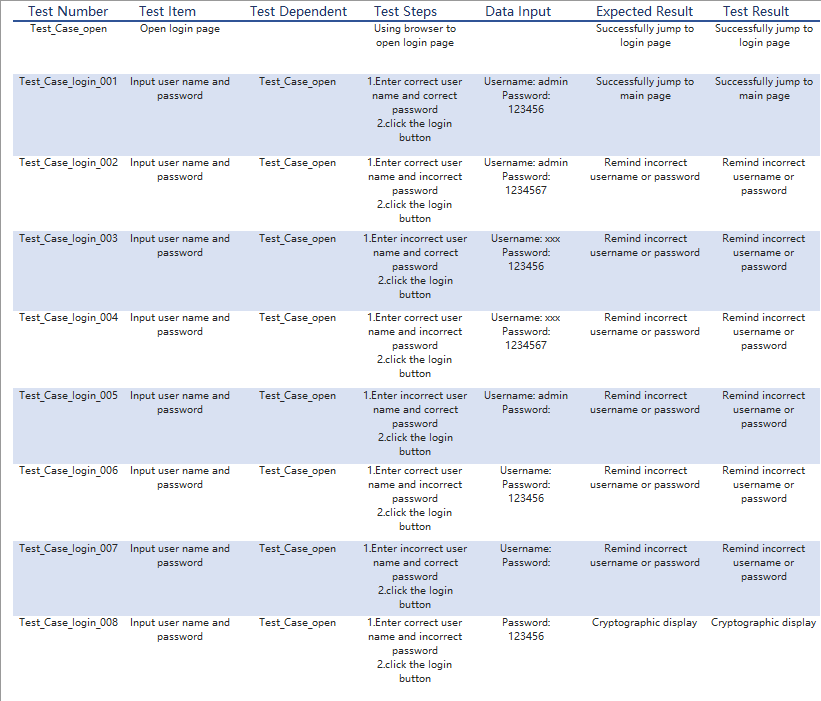 Test Number Test Item Test Dependent Test Steps Data Input Expected Result Test Result
Test_Case_open Open login page Using browser to Successfully jump to Successfully jump to
open login page login page login page
Test_Case_login_001 Input user name and Test_Case_open 1.Enter correct user Username: admin Successfully jump to Successfully jump to
password name and correct Password: main page main page
password 123456
2.click the login
button
Test_Case_login_002 Input user name and Test_Case_open 1.Enter correct user Username: admin Remind incorrect Remind incorrect
password name and incorrect Password: username or password username or
password 1234567 password
2.click the login
button
Test_Case_login_003 Input user name and Test_Case_open 1.Enter incorrect user Username: xxx Remind incorrect Remind incorrect
password name and correct Password: username or password username or
password 123456 password
2.click the login
button
Test_Case_login_004 Input user name and Test_Case_open 1.Enter correct user Username: xxx Remind incorrect Remind incorrect
password name and incorrect Password: username or password username or
password 1234567 password
2.click the login
button
Test_Case_login_005 Input user name and Test_Case_open 1.Enter incorrect user Username: admin Remind incorrect Remind incorrect
password name and correct Password: username or password username or
password password
2.click the login
button
Test_Case_login_006 Input user name and Test_Case_open 1.Enter correct user Username: Remind incorrect Remind incorrect
password name and incorrect Password: username or password username or
password 123456 password
2.click the login
button
Test_Case_login_007 Input user name and Test_Case_open 1.Enter incorrect user Username: Remind incorrect Remind incorrect
password name and correct Password: username or password username or
password password
2.click the login
button
Test_Case_login_008 Input user name and Test_Case_open 1.Enter correct user Password: Cryptographic display Cryptographic display
password name and incorrect 123456
password
2.click the login
button